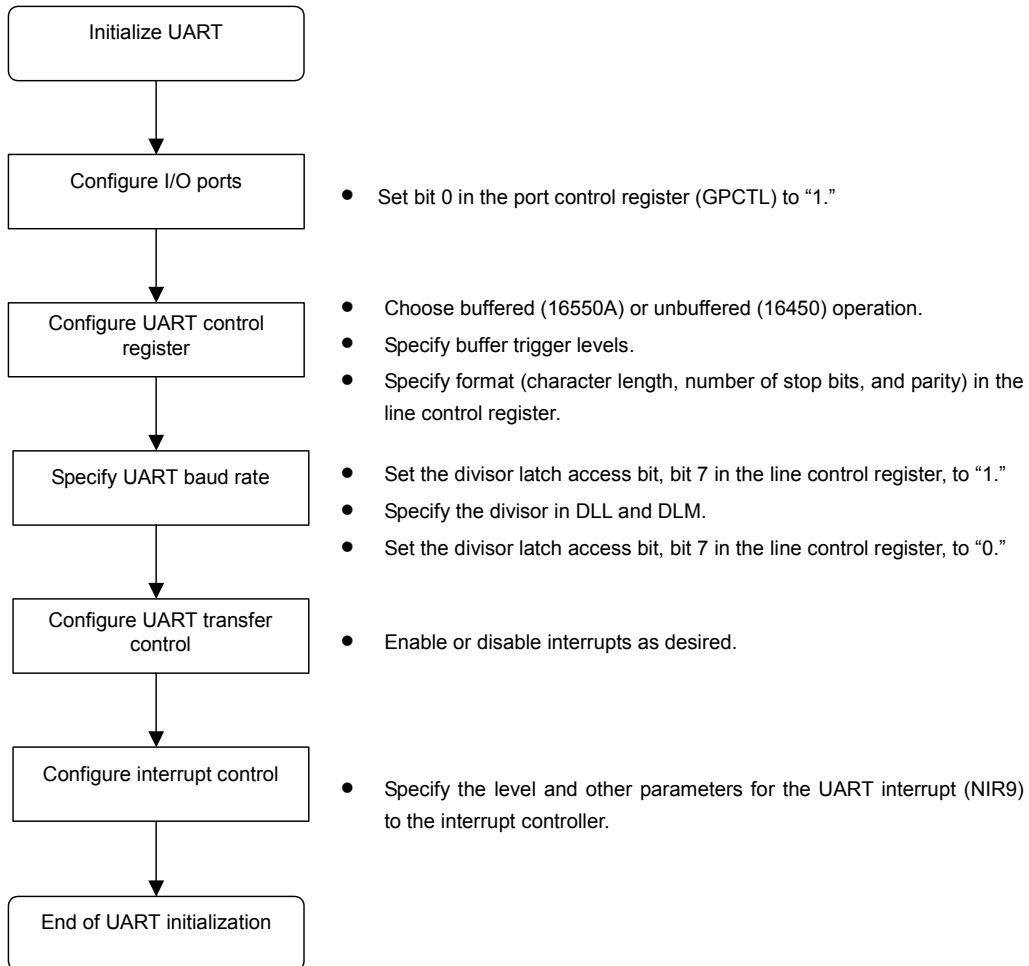 Initialize UART
Configure I/O ports
● Set bit 0 in the port control register (GPCTL) to “1.”
Configure UART control
register
● Choose buffered (16550A) or unbuffered (16450) operation.
● Specify buffer trigger levels.
● Specify format (character length, number of stop bits, and parity) in the
line control register.
Specify UART baud rate
● Set the divisor latch access bit, bit 7 in the line control register, to “1.”
● Specify the divisor in DLL and DLM.
● Set the divisor latch access bit, bit 7 in the line control register, to “0.”
Configure UART transfer
control
● Enable or disable interrupts as desired.
Configure interrupt control
● Specify the level and other parameters for the UART interrupt (NIR9)
to the interrupt controller.
End of UART initialization